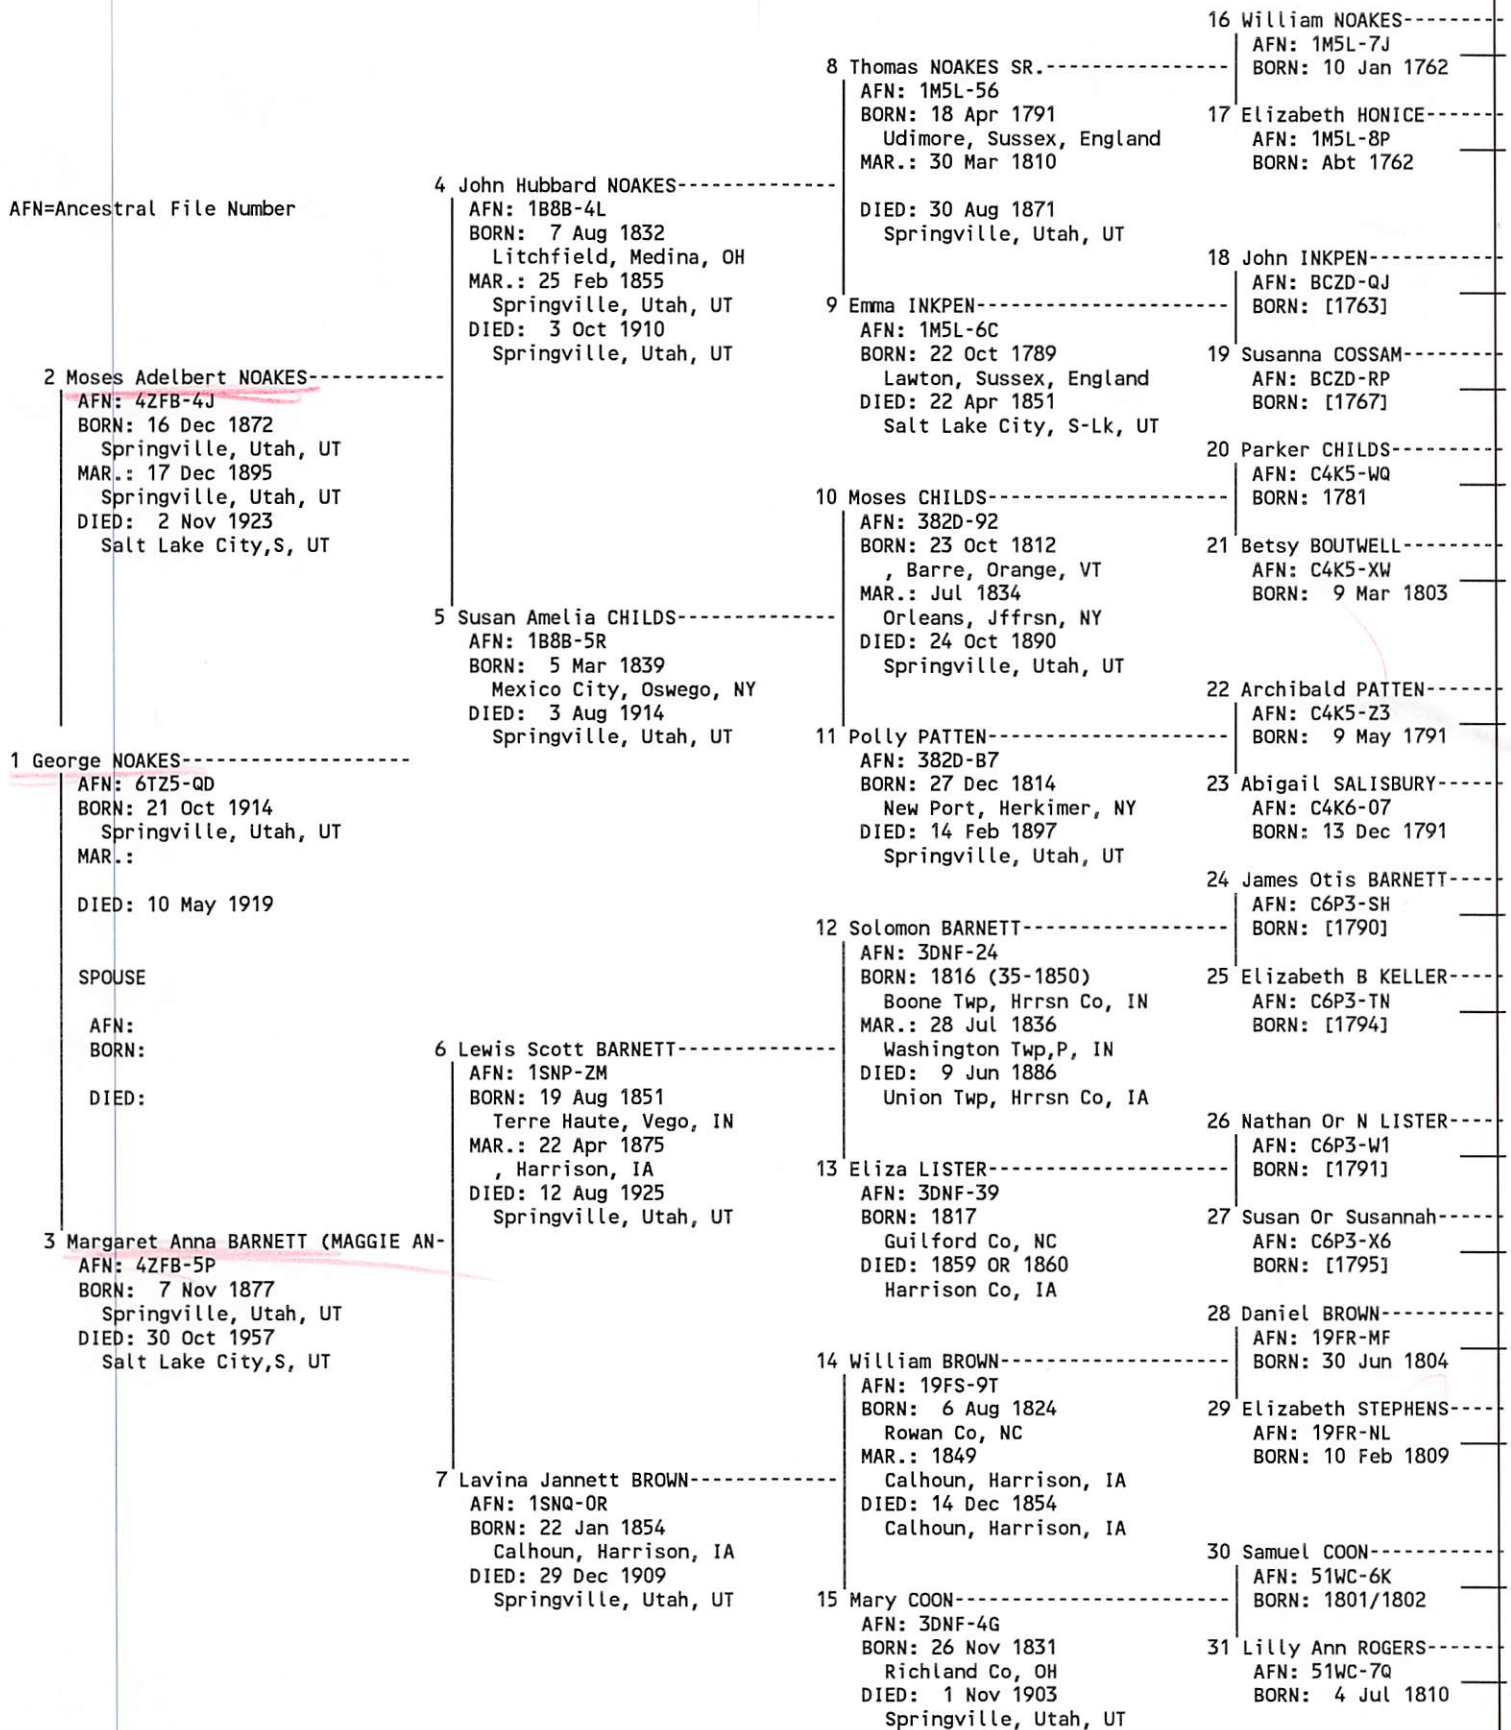 AFN=Ancestral File Number
1 George NOAKES-------------------
AFN: 6TZ5-QD
BORN: 21 Oct 1914
Springville, Utah, UT
MAR.:
DIED: 10 May 1919
SPOUSE
AFN:
BORN:
DIED:
2 Moses Adelbert NOAKES------------
AFN: 4ZFB-4J
BORN: 16 Dec 1872
Springville, Utah, UT
MAR.: 17 Dec 1895
Springville, Utah, UT
DIED: 2 Nov 1923
Salt Lake City,S, UT
3 Margaret Anna BARNETT (MAGGIE AN-
AFN: 4ZFB-5P
BORN: 7 Nov 1877
Springville, Utah, UT
DIED: 30 Oct 1957
Salt Lake City,S, UT
4 John Hubbard NOAKES--------------
AFN: 1B8B-4L
BORN: 7 Aug 1832
Litchfield, Medina, OH
MAR.: 25 Feb 1855
Springville, Utah, UT
DIED: 3 Oct 1910
Springville, Utah, UT
5 Susan Amelia CHILDS--------------
AFN: 1B8B-5R
BORN: 5 Mar 1839
Mexico City, Oswego, NY
DIED: 3 Aug 1914
Springville, Utah, UT
6 Lewis Scott BARNETT--------------
AFN: 1SNP-ZM
BORN: 19 Aug 1851
Terre Haute, Vego, IN
MAR.: 22 Apr 1875
, Harrison, IA
DIED: 12 Aug 1925
Springville, Utah, UT
7 Lavina Jannett BROWN-------------
AFN: 1SNQ-0R
BORN: 22 Jan 1854
Calhoun, Harrison, IA
DIED: 29 Dec 1909
Springville, Utah, UT
8 Thomas NOAKES SR.----------------
AFN: 1M5L-56
BORN: 18 Apr 1791
Udimore, Sussex, England
MAR.: 30 Mar 1810
DIED: 30 Aug 1871
Springville, Utah, UT
9 Emma INKPEN----------------------
AFN: 1M5L-6C
BORN: 22 Oct 1789
Lawton, Sussex, England
DIED: 22 Apr 1851
Salt Lake City, S-Lk, UT
10 Moses CHILDS---------------------
AFN: 382D-92
BORN: 23 Oct 1812
, Barre, Orange, VT
MAR.: Jul 1834
Orleans, Jffrsn, NY
DIED: 24 Oct 1890
Springville, Utah, UT
11 Polly PATTEN---------------------
AFN: 382D-B7
BORN: 27 Dec 1814
New Port, Herkimer, NY
DIED: 14 Feb 1897
Springville, Utah, UT
12 Solomon BARNETT------------------
AFN: 3DNF-24
BORN: 1816 (35-1850)
Boone Twp, Hrrsn Co, IN
MAR.: 28 Jul 1836
Washington Twp,P, IN
DIED: 9 Jun 1886
Union Twp, Hrrsn Co, IA
13 Eliza LISTER---------------------
AFN: 3DNF-39
BORN: 1817
Guilford Co, NC
DIED: 1859 OR 1860
Harrison Co, IA
14 William BROWN--------------------
AFN: 19FS-9T
BORN: 6 Aug 1824
Rowan Co, NC
MAR.: 1849
Calhoun, Harrison, IA
DIED: 14 Dec 1854
Calhoun, Harrison, IA
15 Mary COON------------------------
AFN: 3DNF-4G
BORN: 26 Nov 1831
Richland Co, OH
DIED: 1 Nov 1903
Springville, Utah, UT
16 William NOAKES---------
AFN: 1M5L-7J
BORN: 10 Jan 1762
17 Elizabeth HONICE-------
AFN: 1M5L-8P
BORN: Abt 1762
18 John INKPEN------------
AFN: BCZD-QJ
BORN: [1763]
19 Susanna COSSAM---------
AFN: BCZD-RP
BORN: [1767]
20 Parker CHILDS----------
AFN: C4K5-WQ
BORN: 1781
21 Betsy BOUTWELL---------
AFN: C4K5-XW
BORN: 9 Mar 1803
22 Archibald PATTEN-------
AFN: C4K5-Z3
BORN: 9 May 1791
23 Abigail SALISBURY------
AFN: C4K6-07
BORN: 13 Dec 1791
24 James Otis BARNETT-----
AFN: C6P3-SH
BORN: [1790]
25 Elizabeth B KELLER-----
AFN: C6P3-TN
BORN: [1794]
26 Nathan Or N LISTER-----
AFN: C6P3-W1
BORN: [1791]
27 Susan Or Susannah------
AFN: C6P3-X6
BORN: [1795]
28 Daniel BROWN-----------
AFN: 19FR-MF
BORN: 30 Jun 1804
29 Elizabeth STEPHENS-----
AFN: 19FR-NL
BORN: 10 Feb 1809
30 Samuel COON------------
AFN: 51WC-6K
BORN: 1801/1802
31 Lilly Ann ROGERS-------
AFN: 51WC-7Q
BORN: 4 Jul 1810